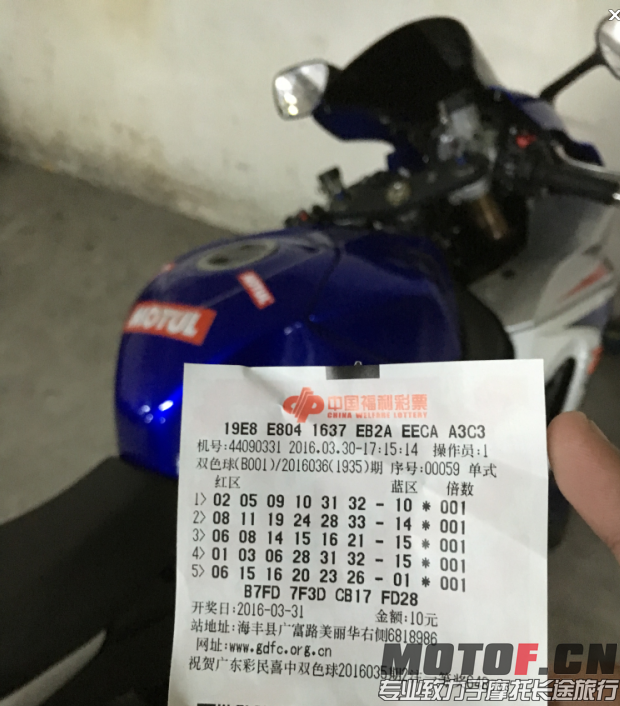 MOTUL
MOTUL
中国福利彩票
CHINA WELFARE LOTTERY
19E8 E804 1637 EB2A EECA A3C3
机号:44090331 2016.03.30-17:15:14 操作员:1
双色球(B001)/2016036(1935)期 序号:00059 单式
红区 蓝区 倍数
1> 02 05 09 10 31 32 - 10 * 001
2> 08 11 19 24 28 33 - 14 * 001
3> 06 08 14 15 16 21 - 15 * 001
4> 01 03 06 28 31 32 - 15 * 001
5> 06 15 16 20 23 26 - 01 * 001
B7FD 7F3D CB17 FD28
开奖日:2016-03-31 金额:10元
站地址:海丰县广富路美丽华右侧6818986
网址:www.gdfc.org.cn
祝贺广东彩民喜中双色球2016035期
MOTOF.CN
专业致力于摩托长途旅行